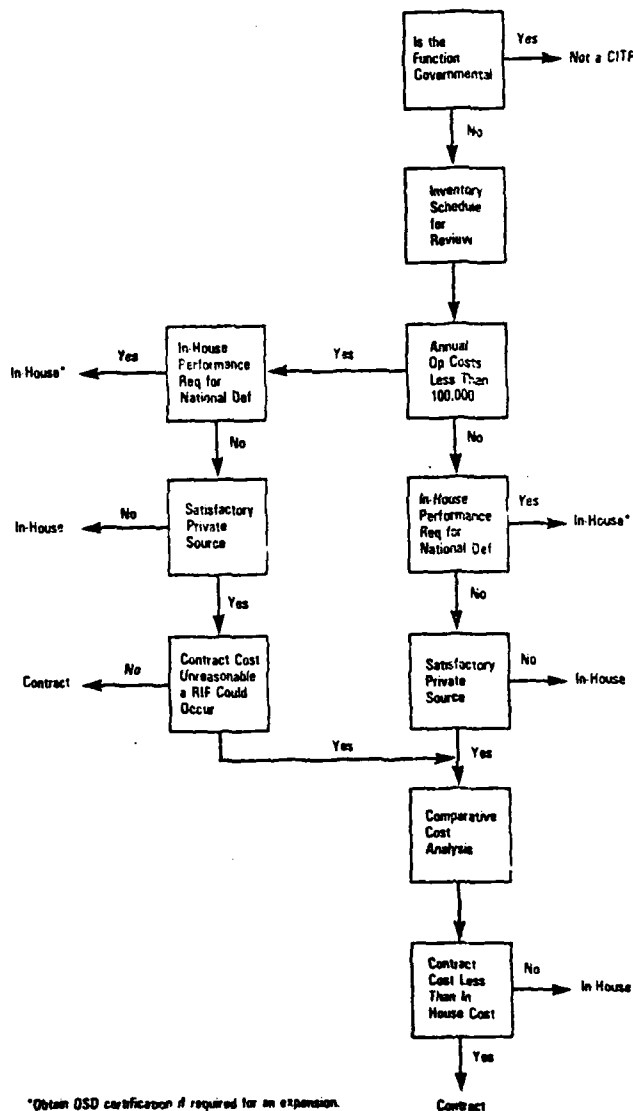 Is the
Function
Governmental
Yes
Not a CITA
No
Inventory
Schedule
for
Review
Annual
Op Costs
Less Than
100,000
Yes
In-House
Performance
Req for
National Def
Yes
In-House*
No
No
Satisfactory
Private
Source
No
In-House
In-House
Performance
Req for
National Def
Yes
In-House*
Yes
No
Contract Cost
Unreasonable
a RIF Could
Occur
No
Contract
Satisfactory
Private
Source
No
In-House
Yes
Yes
Comparative
Cost
Analysis
Contract
Cost Less
Than In
House Cost
No
In House
Yes
Contract
*Obtain OSD certification if required for an expansion.